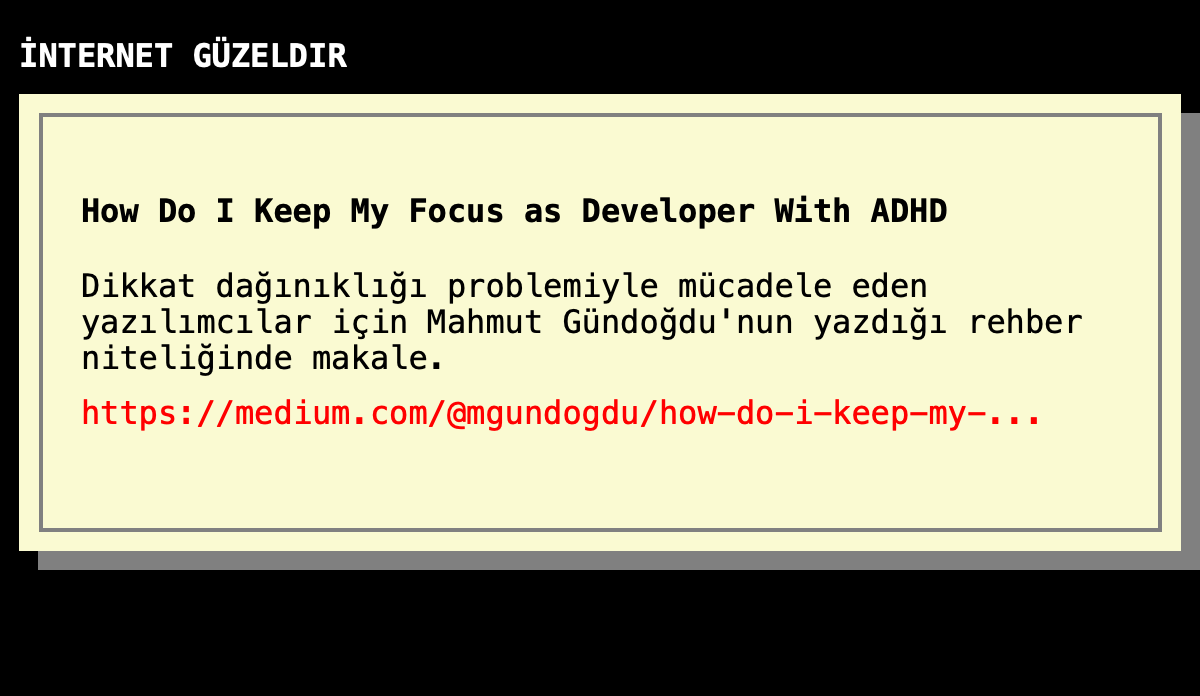 İNTERNET GÜZELDIR
How Do I Keep My Focus as Developer With ADHD
Dikkat dağınıklığı problemiyle mücadele eden
yazılımcılar için Mahmut Gündoğdu'nun yazdığı rehber
niteliğinde makale.
https://medium.com/@mgundogdu/how-do-i-keep-my-...